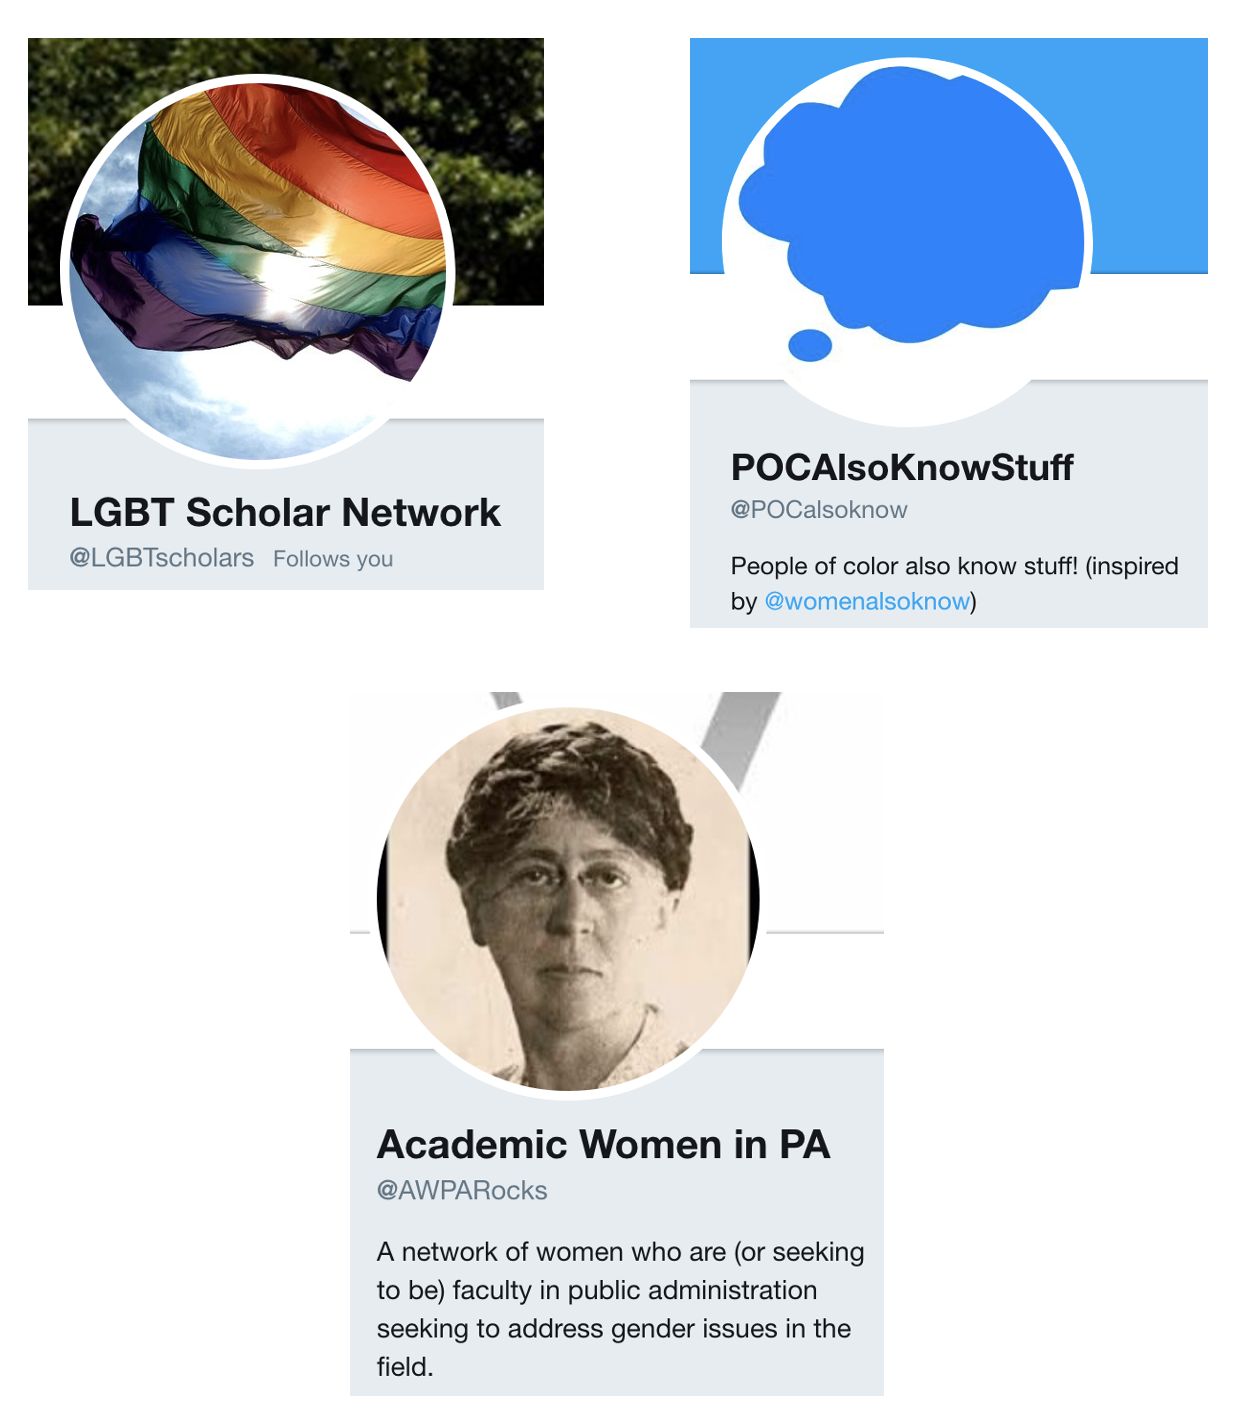 LGBT Scholar Network
@LGBTscholars Follows you
POCAlsoKnowStuff
@POCalsoknow
People of color also know stuff! (inspired
by @womenalsoknow)
Academic Women in PA
@AWPARocks
A network of women who are (or seeking
to be) faculty in public administration
seeking to address gender issues in the
field.